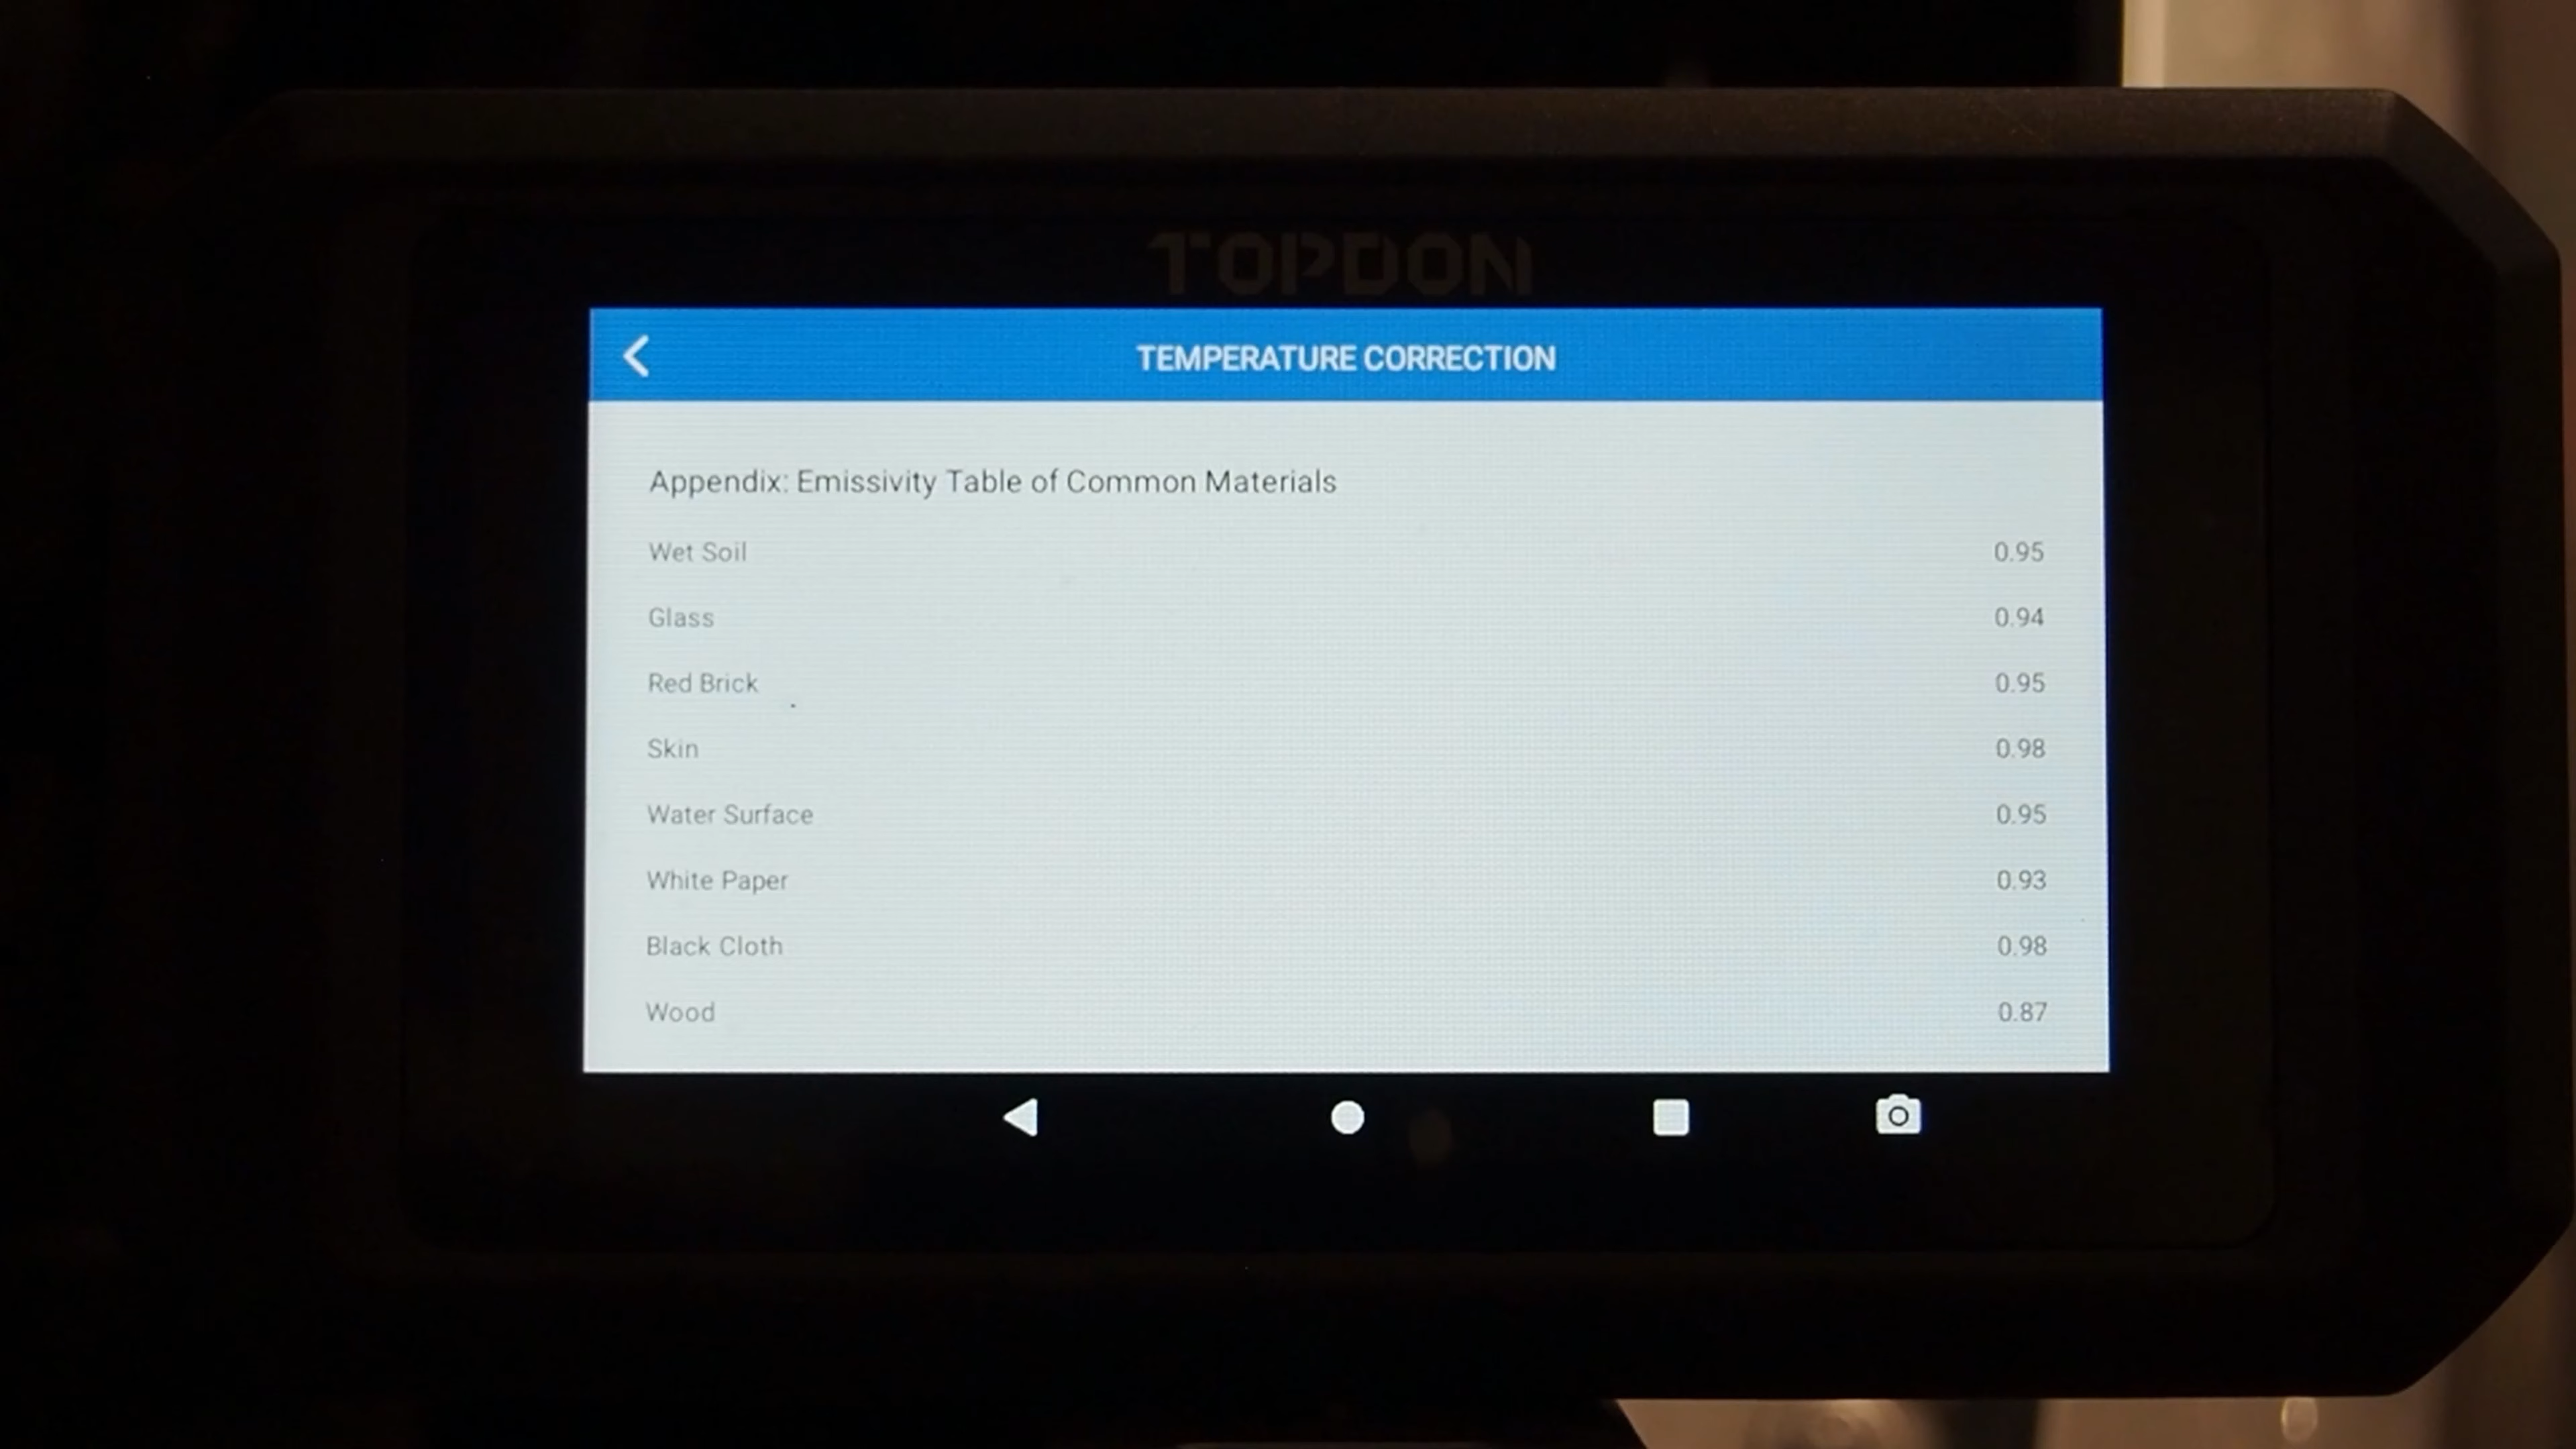 TOPDON
TEMPERATURE CORRECTION
Appendix: Emissivity Table of Common Materials
Wet Soil 0.95
Glass 0.94
Red Brick 0.95
Skin 0.98
Water Surface 0.95
White Paper 0.93
Black Cloth 0.98
Wood 0.87